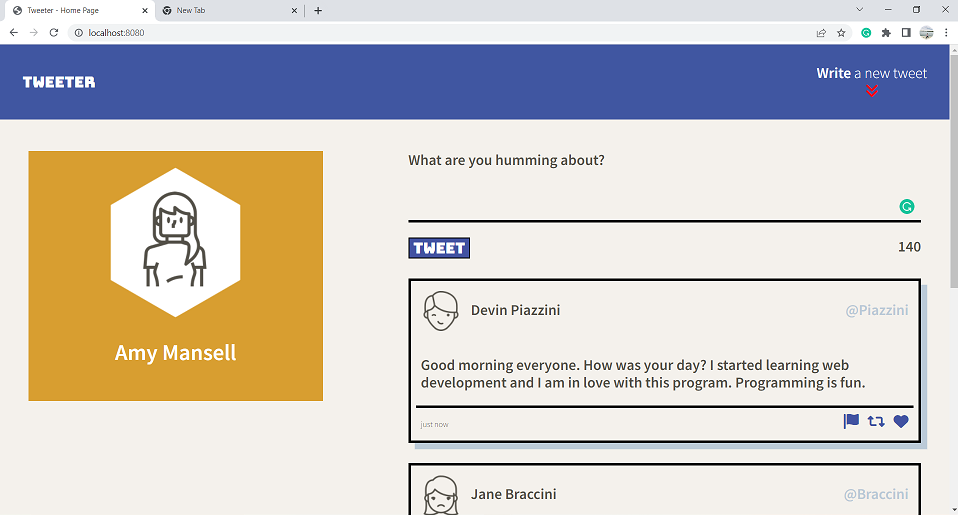 Tweeter - Home Page
New Tab
localhost:8080
TWEETER
Write a new tweet
What are you humming about?
TWEET
140
Amy Mansell
Devin Piazzini
@Piazzini
Good morning everyone. How was your day? I started learning web
development and I am in love with this program. Programming is fun.
just now
Jane Braccini
@Braccini